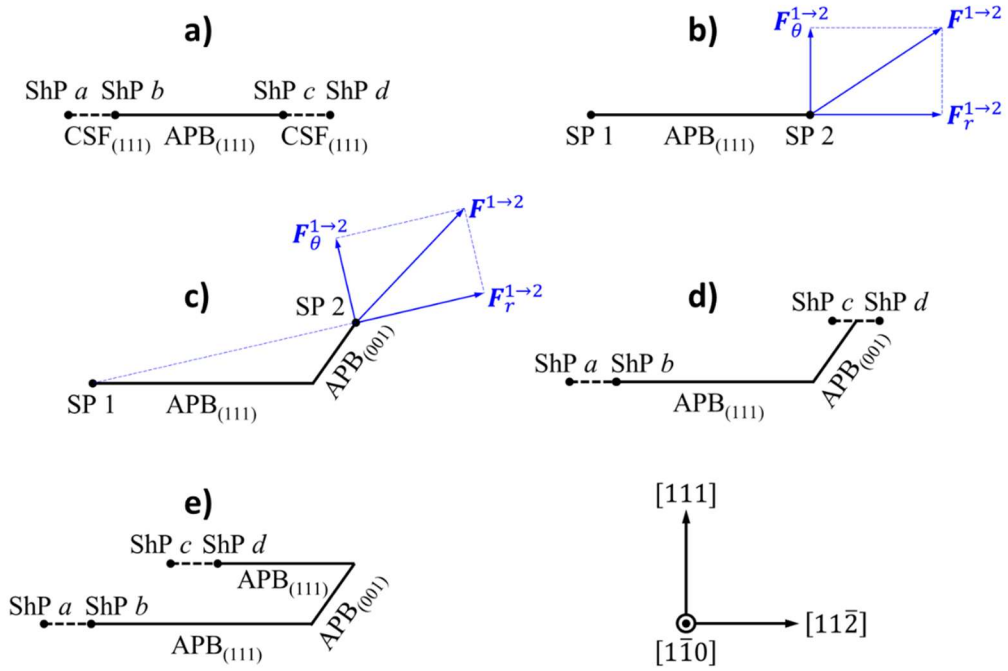 a)
ShP a ShP b ShP c ShP d
CSF(111) APB(111) CSF(111)
b)
F_θ^{1→2} F^{1→2}
F_r^{1→2}
SP 1 APB(111) SP 2
c)
F_θ^{1→2} F^{1→2}
F_r^{1→2}
SP 2
APB(001)
SP 1 APB(111)
d)
ShP c ShP d
APB(001)
ShP a ShP b
APB(111)
e)
ShP c ShP d
APB(111)
APB(001)
ShP a ShP b
APB(111)
[111]
[112̄]
[11̄0]